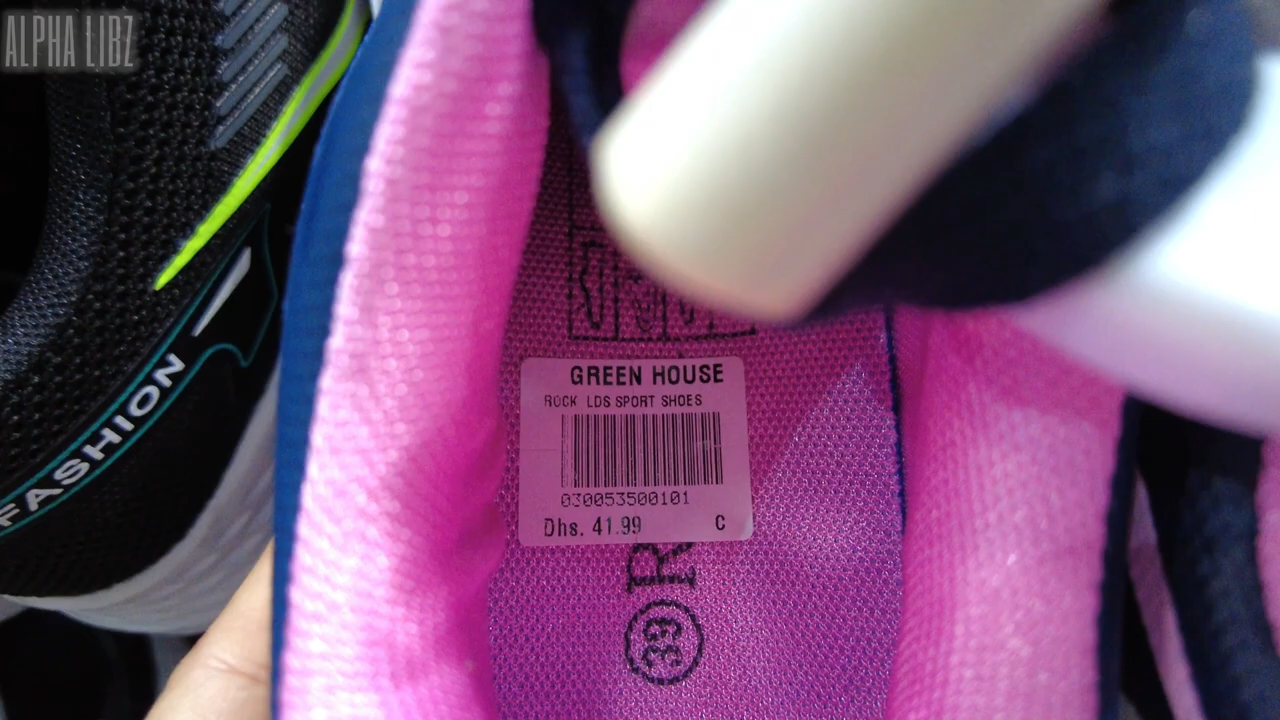 ALPHA LIBZ
FASHION
GREEN HOUSE
ROCK LDS SPORT SHOES
030053500101
Dhs. 41.99 C
39